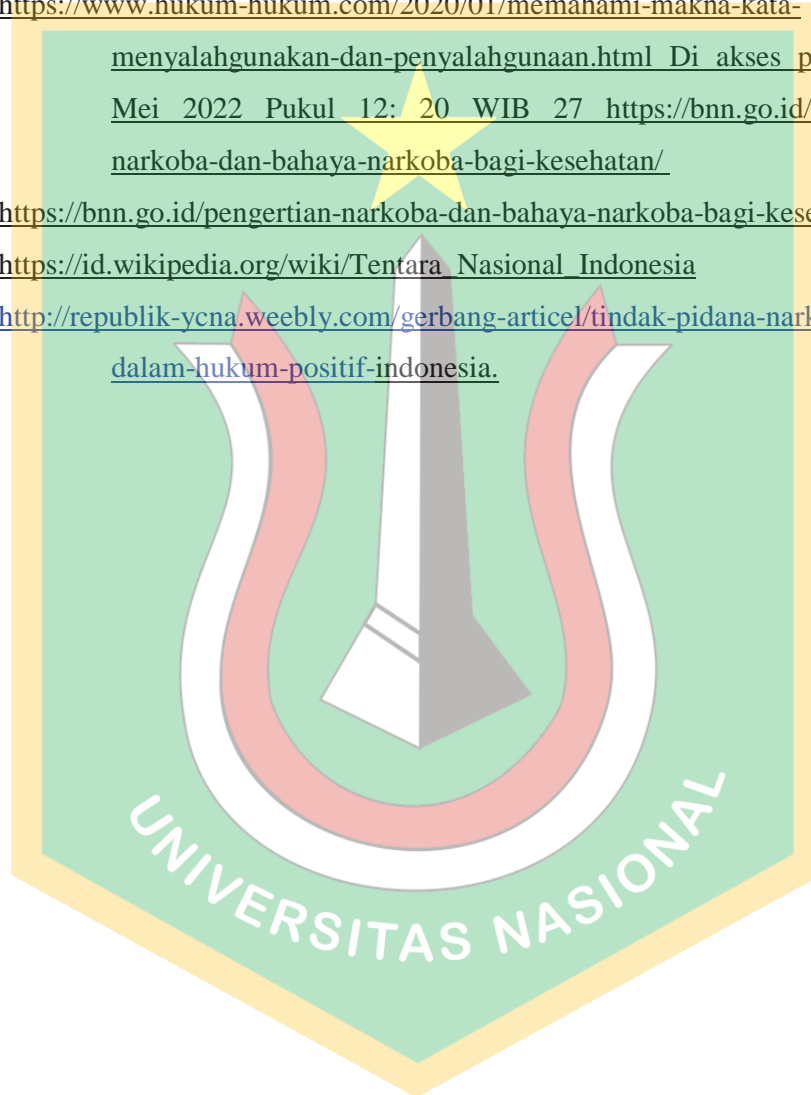 https://www.hukum-hukum.com/2020/01/memahami-makna-kata-
menyalahgunakan-dan-penyalahgunaan.html Di akses p
Mei 2022 Pukul 12: 20 WIB 27 https://bnn.go.id/
narkoba-dan-bahaya-narkoba-bagi-kesehatan/
https://bnn.go.id/pengertian-narkoba-dan-bahaya-narkoba-bagi-kese
https://id.wikipedia.org/wiki/Tentara_Nasional_Indonesia
http://republik-ycna.weebly.com/gerbang-articel/tindak-pidana-nark
dalam-hukum-positif-indonesia.
UNIVERSITAS NASIONAL